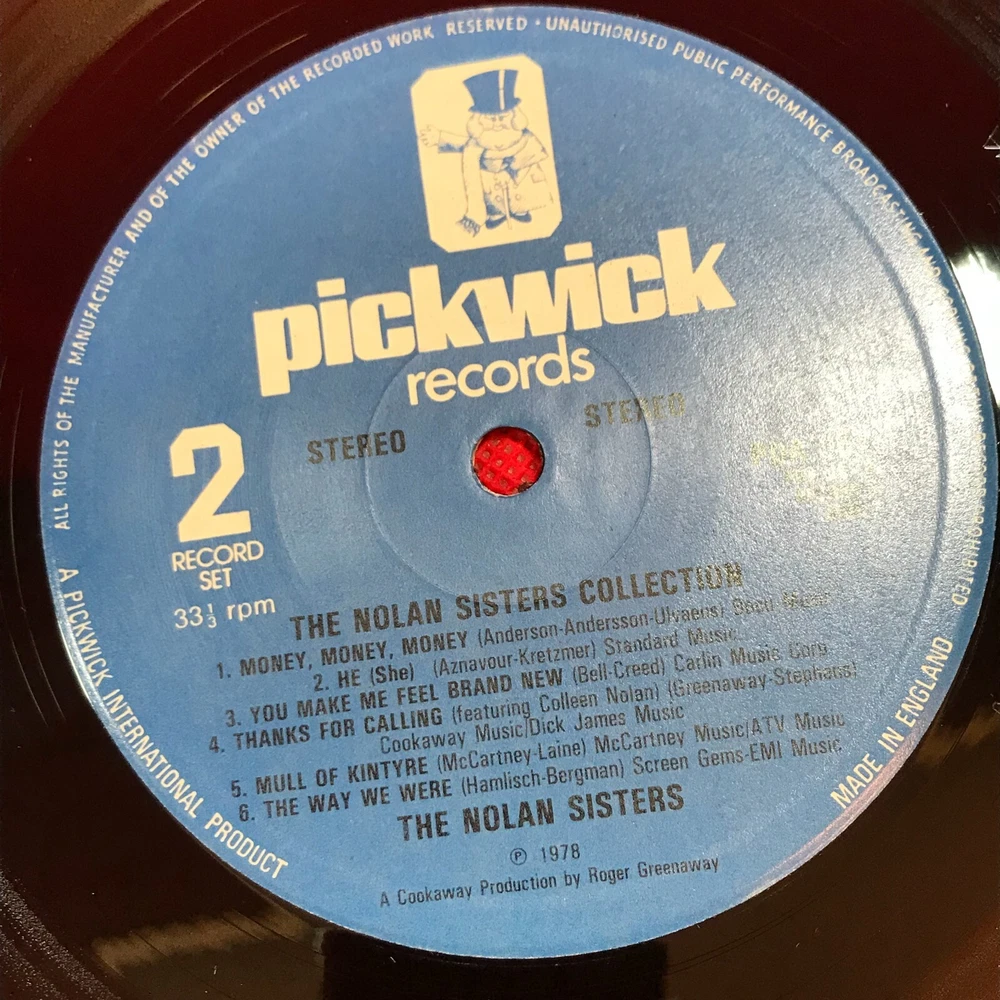 ALL RIGHTS OF THE MANUFACTURER AND OF THE OWNER OF THE RECORDED WORK RESERVED · UNAUTHORISED PUBLIC PERFORMANCE BROADCASTING AND
pickwick
records
STEREO STEREO
2
RECORD
SET
33⅓ rpm
THE NOLAN SISTERS COLLECTION
1. MONEY, MONEY, MONEY (Anderson-Andersson-Ulvaens) Bocu Music
2. HE (She) (Aznavour-Kretzmer) Standard Music
3. YOU MAKE ME FEEL BRAND NEW (Bell-Creed) Carlin Music Corp
4. THANKS FOR CALLING (featuring Colleen Nolan) (Greenaway-Stephans)
Cookaway Music/Dick James Music
5. MULL OF KINTYRE (McCartney-Laine) McCartney Music/ATV Music
6. THE WAY WE WERE (Hamlisch-Bergman) Screen Gems-EMI Music
THE NOLAN SISTERS
℗ 1978
A Cookaway Production by Roger Greenaway
A PICKWICK INTERNATIONAL PRODUCT
MADE IN ENGLAND